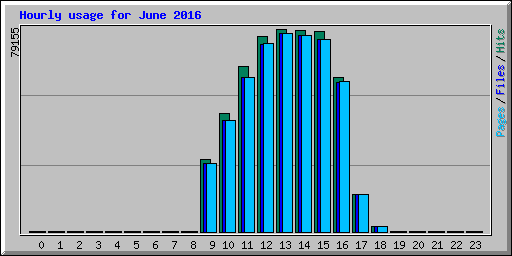 Hourly usage for June 2016
79155
Pages/Files/Hits
0 1 2 3 4 5 6 7 8 9 10 11 12 13 14 15 16 17 18 19 20 21 22 23